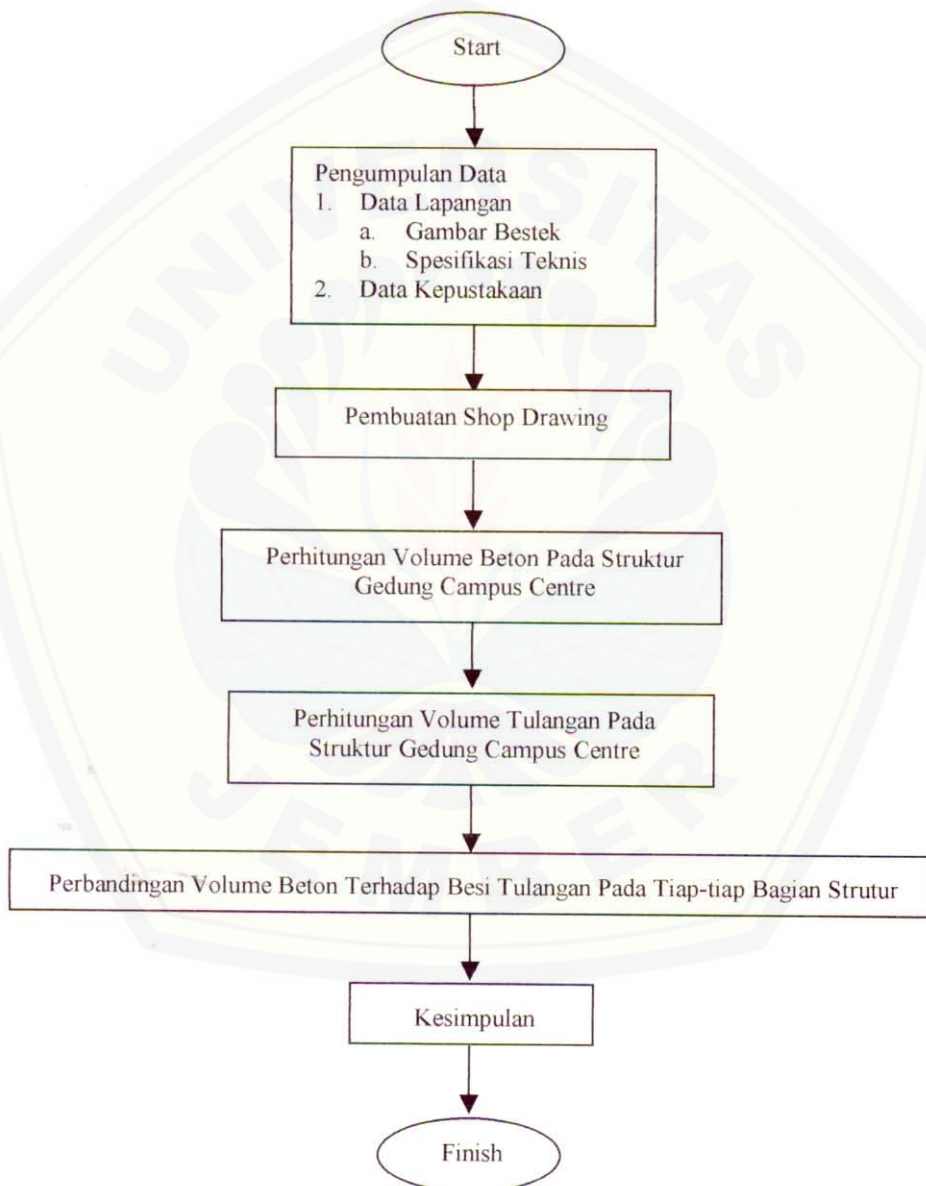 Start
Pengumpulan Data
1. Data Lapangan
a. Gambar Bestek
b. Spesifikasi Teknis
2. Data Kepustakaan
Pembuatan Shop Drawing
Perhitungan Volume Beton Pada Struktur
Gedung Campus Centre
Perhitungan Volume Tulangan Pada
Struktur Gedung Campus Centre
Perbandingan Volume Beton Terhadap Besi Tulangan Pada Tiap-tiap Bagian Strutur
Kesimpulan
Finish
UNIVERSITAS
JEMBER